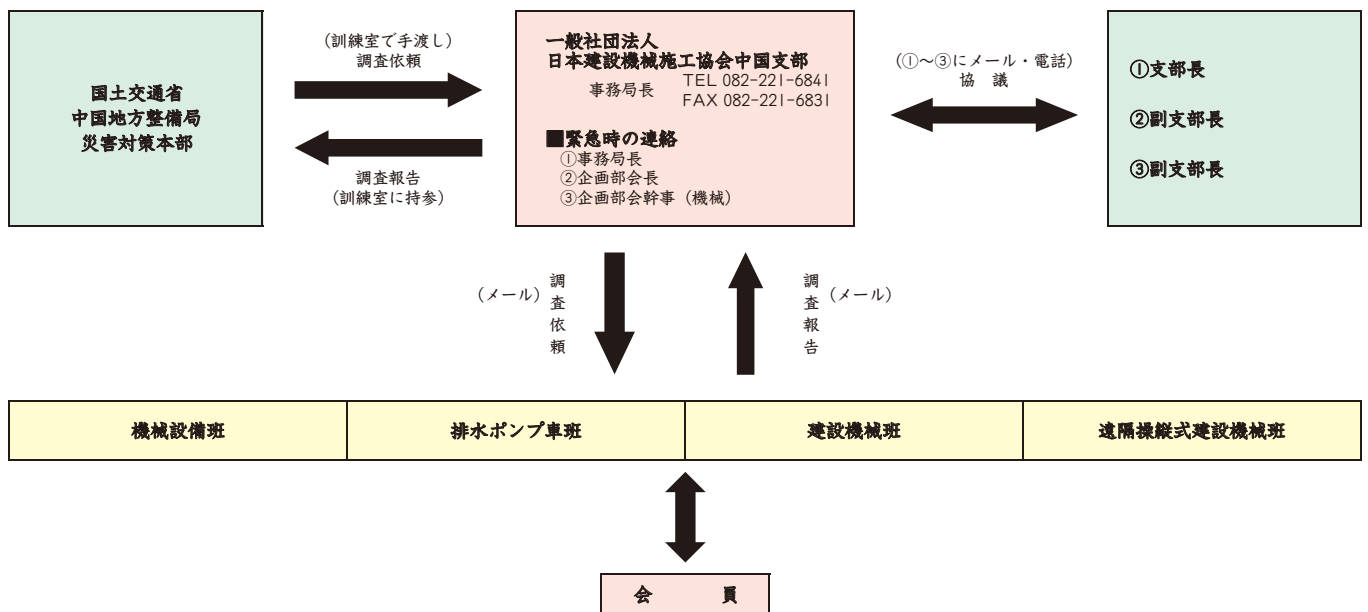 国土交通省
中国地方整備局
災害対策本部
(訓練室で手渡し)
調査依頼
調査報告
(訓練室に持参)
一般社団法人
日本建設機械施工協会中国支部
事務局長 TEL 082-221-6841
FAX 082-221-6831
■緊急時の連絡
①事務局長
②企画部会長
③企画部会幹事（機械）
(①～③にメール・電話)
協 議
①支部長
②副支部長
③副支部長
(メール) 調査依頼
調査報告 (メール)
機械設備班 排水ポンプ車班 建設機械班 遠隔操縦式建設機械班
会 員